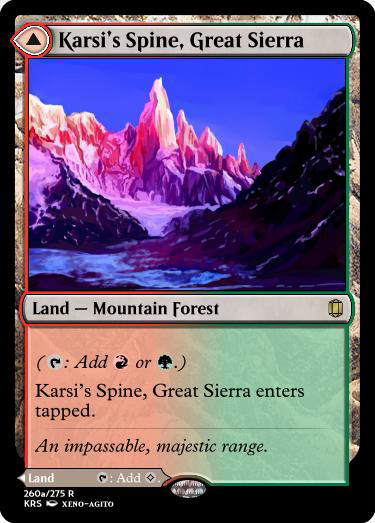 Karsi's Spine, Great Sierra
Land — Mountain Forest
( : Add or .)
Karsi's Spine, Great Sierra enters
tapped.
An impassable, majestic range.
Land : Add .
260a/275 R
KRS XENO-AGITO